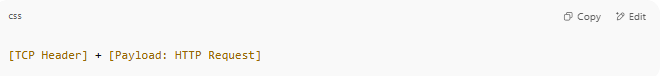 css Copy Edit
[TCP Header] + [Payload: HTTP Request]